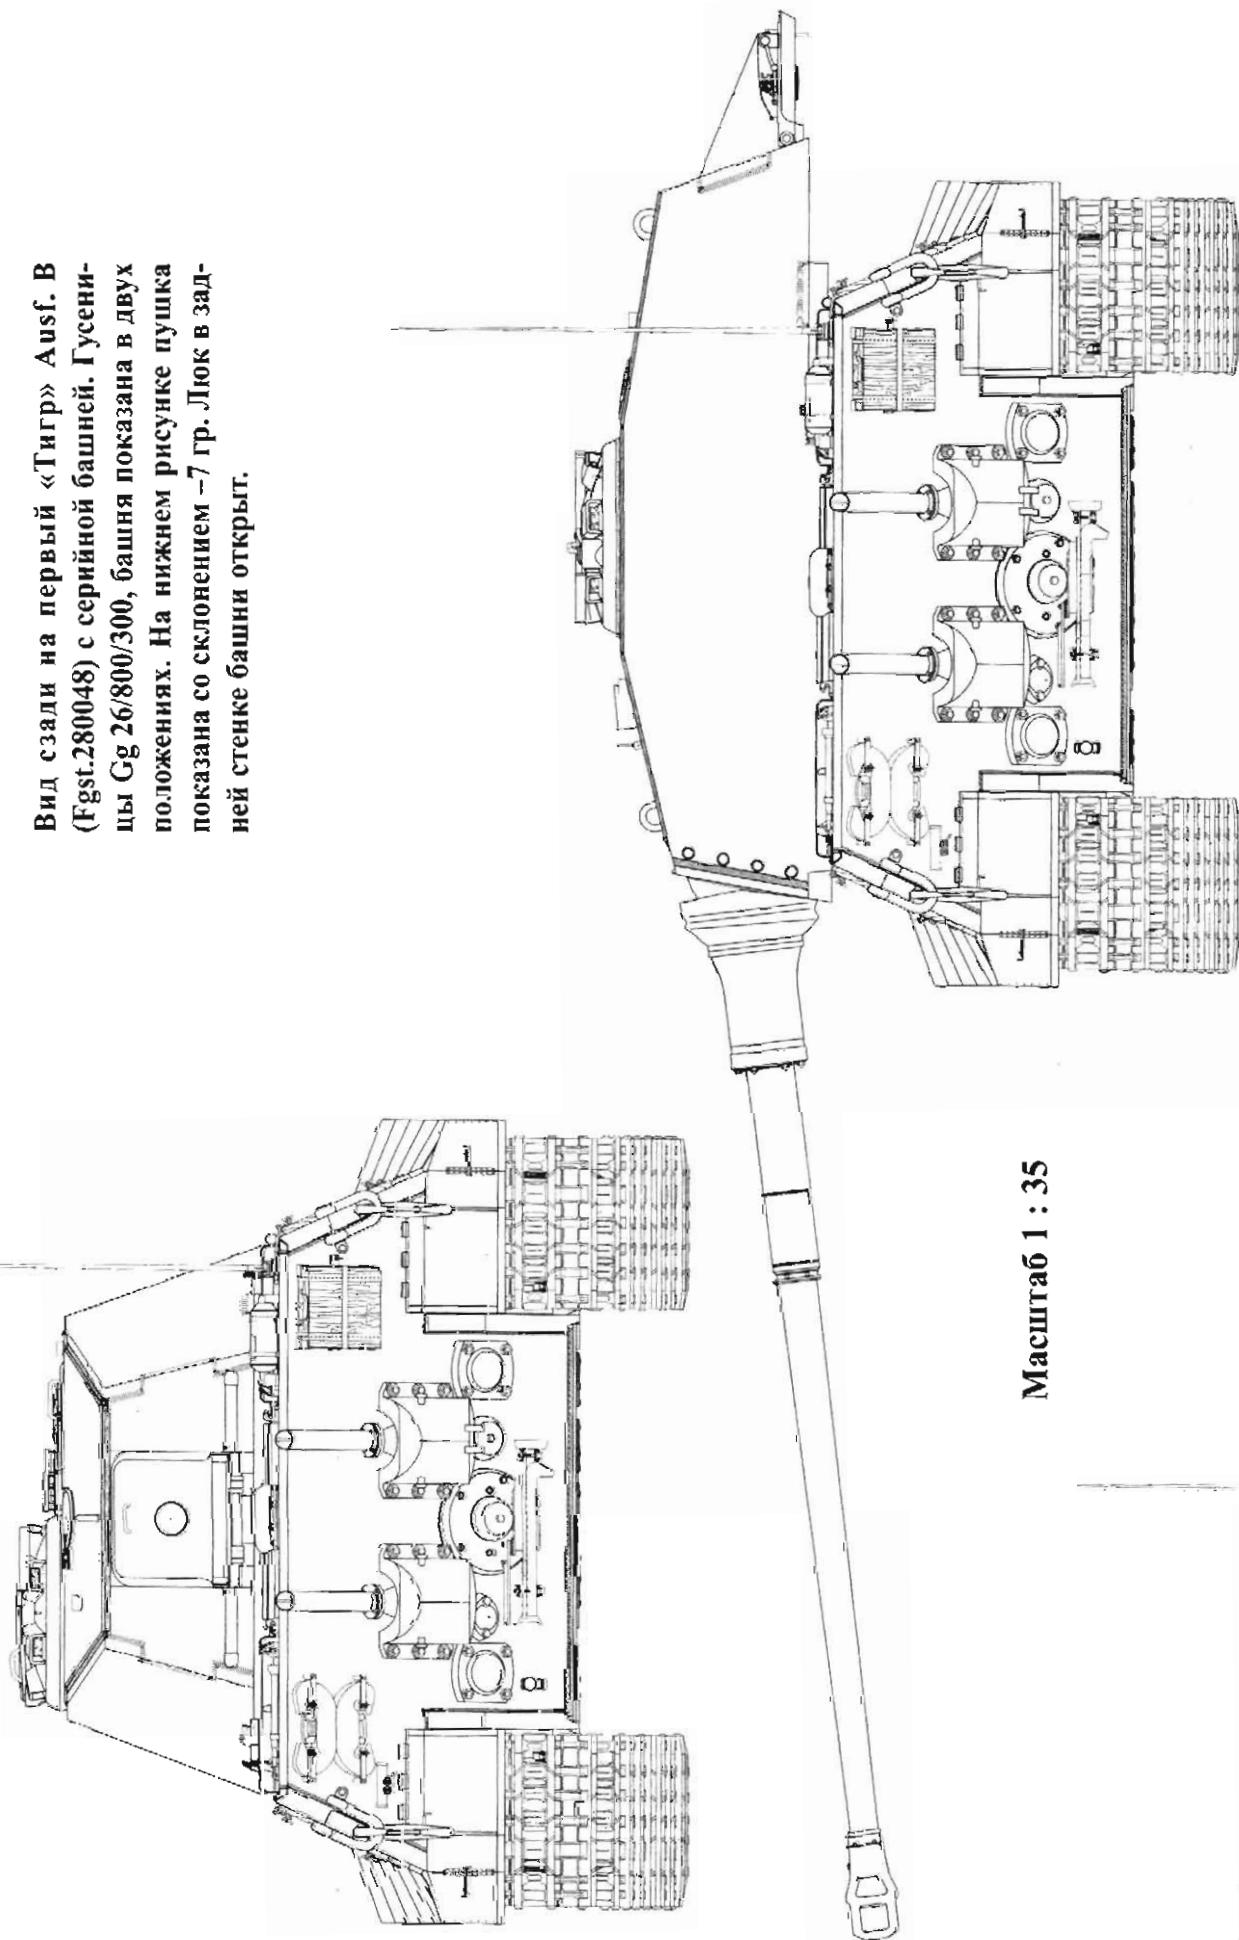 Вид сзади на первый «Тигр» Ausf. B
(Fgst.280048) с серийной башней. Гусени-
цы Gg 26/800/300, башня показана в двух
положениях. На нижнем рисунке пушка
показана со склонением –7 гр. Люк в зад-
ней стенке башни открыт.
Масштаб 1 : 35